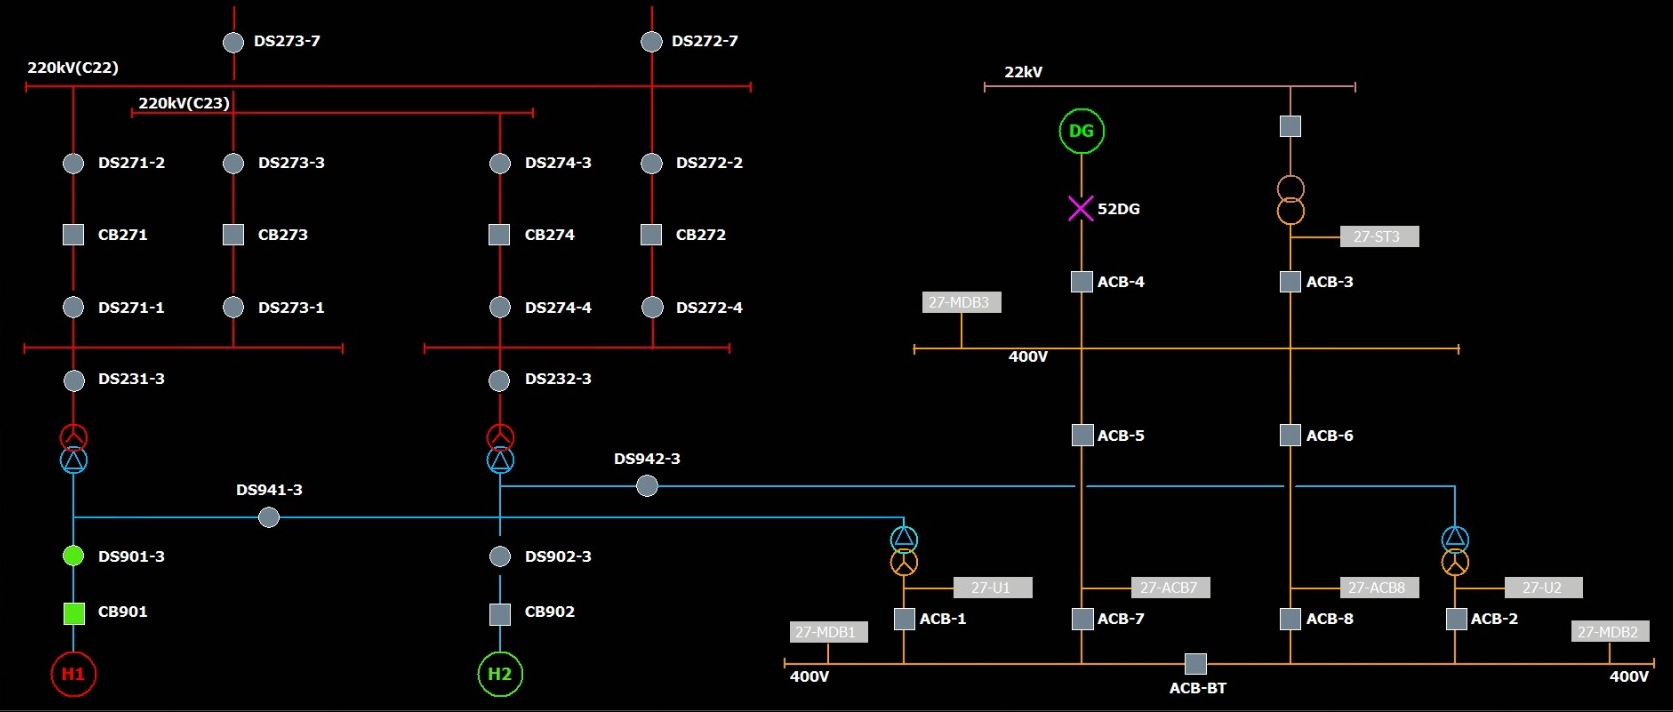 DS273-7
DS272-7
220kV(C22)
22kV
220kV(C23)
DG
DS271-2
DS273-3
DS274-3
DS272-2
52DG
CB271
CB273
CB274
CB272
27-ST3
ACB-4
ACB-3
27-MDB3
DS271-1
DS273-1
DS274-4
DS272-4
400V
DS231-3
DS232-3
ACB-5
ACB-6
DS942-3
DS941-3
DS901-3
DS902-3
27-U1
27-ACB7
27-ACB8
27-U2
CB901
CB902
ACB-1
ACB-7
ACB-8
ACB-2
27-MDB1
27-MDB2
H1
H2
400V
ACB-BT
400V